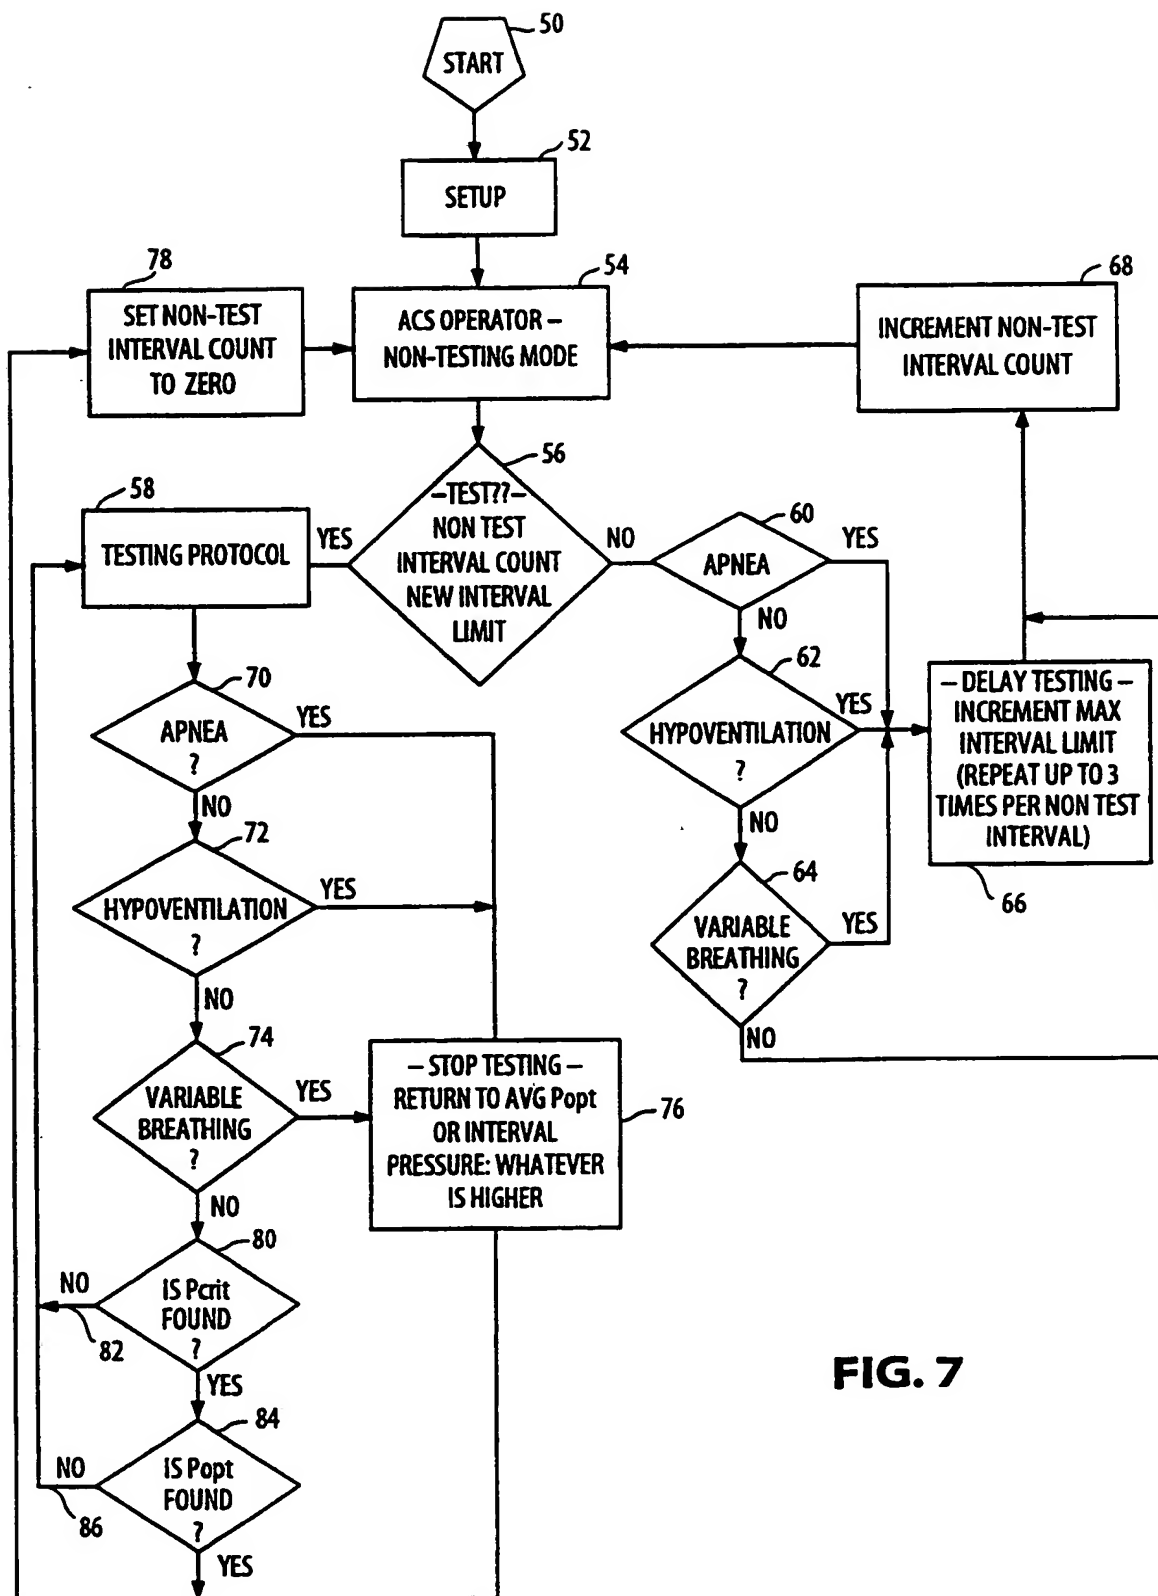 50
START
52
SETUP
78
SET NON-TEST
INTERVAL COUNT
TO ZERO
54
ACS OPERATOR –
NON-TESTING MODE
68
INCREMENT NON-TEST
INTERVAL COUNT
56
–TEST??–
NON TEST
INTERVAL COUNT
NEW INTERVAL
LIMIT
YES
NO
58
TESTING PROTOCOL
60
APNEA
YES
NO
62
HYPOVENTILATION
?
YES
NO
64
VARIABLE
BREATHING
?
YES
NO
– DELAY TESTING –
INCREMENT MAX
INTERVAL LIMIT
(REPEAT UP TO 3
TIMES PER NON TEST
INTERVAL)
66
70
APNEA
?
YES
NO
72
HYPOVENTILATION
?
YES
NO
74
VARIABLE
BREATHING
?
YES
NO
– STOP TESTING –
RETURN TO AVG Popt
OR INTERVAL
PRESSURE: WHATEVER
IS HIGHER
76
80
IS Pcrit
FOUND
?
NO
82
YES
84
IS Popt
FOUND
?
NO
86
YES
FIG. 7